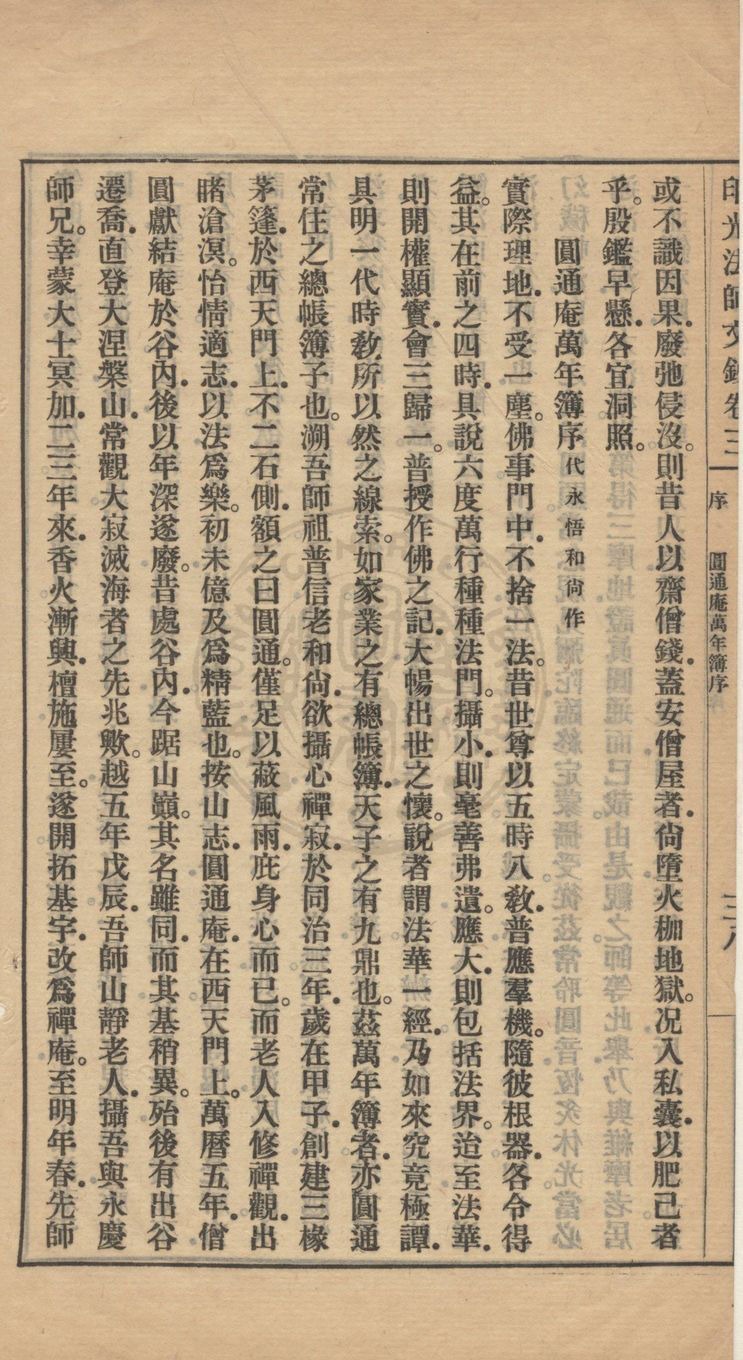 印光法師文鈔卷三 序 圓通庵萬年簿序 三八
或不識因果。廢弛侵沒。則昔人以齋僧錢。蓋安僧屋者。尙墮火枷地獄。况入私囊。以肥己者
乎。殷鑑早懸。各宜洞照。
圓通庵萬年簿序代永悟和尙作
實際理地。不受一塵。佛事門中。不捨一法。昔世尊以五時八敎。普應羣機。隨彼根器。各令得
益。其在前之四時。具說六度萬行種種法門。攝小。則毫善弗遺。應大。則包括法界。迨至法華。
則開權顯實。會三歸一。普授作佛之記。大暢出世之懷。說者謂法華一經。乃如來究竟極譚。
具明一代時敎所以然之線索。如家業之有總帳簿。天子之有九鼎也。茲萬年簿者。亦圓通
常住之總帳簿子也。溯吾師祖普信老和尙。欲攝心禪寂。於同治三年。歲在甲子。創建三椽
茅篷。於西天門上。不二石側。額之曰圓通。僅足以蔽風雨。庇身心而已。而老人入修禪觀。出
睹滄溟。怡情適志。以法爲樂。初未億及爲精藍也。按山志。圓通庵。在西天門上。萬曆五年。僧
圓獻結庵於谷內。後以年深遂廢。昔處谷內。今踞山巔。其名雖同。而其基稍異。殆後有出谷
遷喬。直登大涅槃山。常觀大寂滅海者之先兆歟。越五年戊辰。吾師山靜老人。攝吾與永慶
師兄。幸蒙大士冥加。二三年來。香火漸興。檀施屢至。遂開拓基宇。改爲禪庵。至明年春。先師